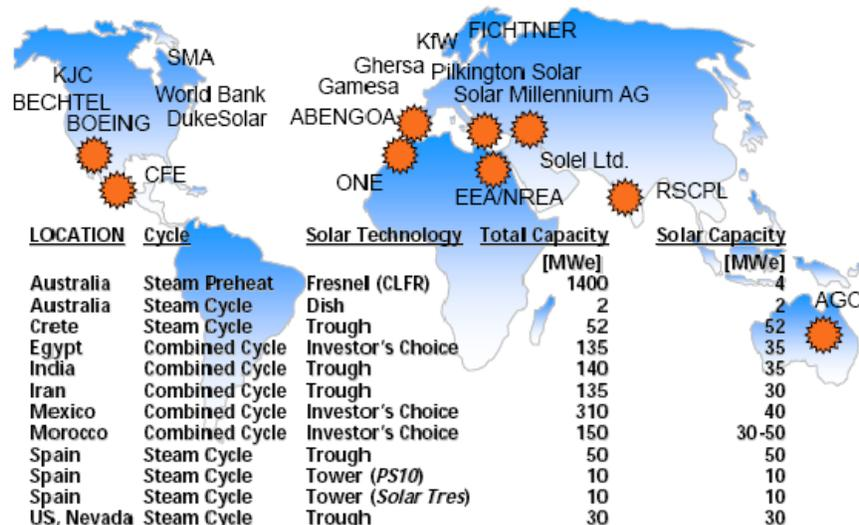 FICHTNER
KfW
SMA
Ghersa
KJC
Pilkington Solar
Gamesa
World Bank
Solar Millennium AG
BECHTEL
DukeSolar
ABENGOA
BOEING
Solel Ltd.
CFE
ONE
EEA/NREA
RSCPL
LOCATION Cycle Solar Technology Total Capacity Solar Capacity
[MWe] [MWe]
Australia Steam Preheat Fresnel (CLFR) 1400 4
Australia Steam Cycle Dish 2 2
AGO
Crete Steam Cycle Trough 52 52
Egypt Combined Cycle Investor's Choice 135 35
India Combined Cycle Trough 140 35
Iran Combined Cycle Trough 135 30
Mexico Combined Cycle Investor's Choice 310 40
Morocco Combined Cycle Investor's Choice 150 30-50
Spain Steam Cycle Trough 50 50
Spain Steam Cycle Tower (PS10) 10 10
Spain Steam Cycle Tower (Solar Tres) 10 10
US, Nevada Steam Cycle Trough 30 30